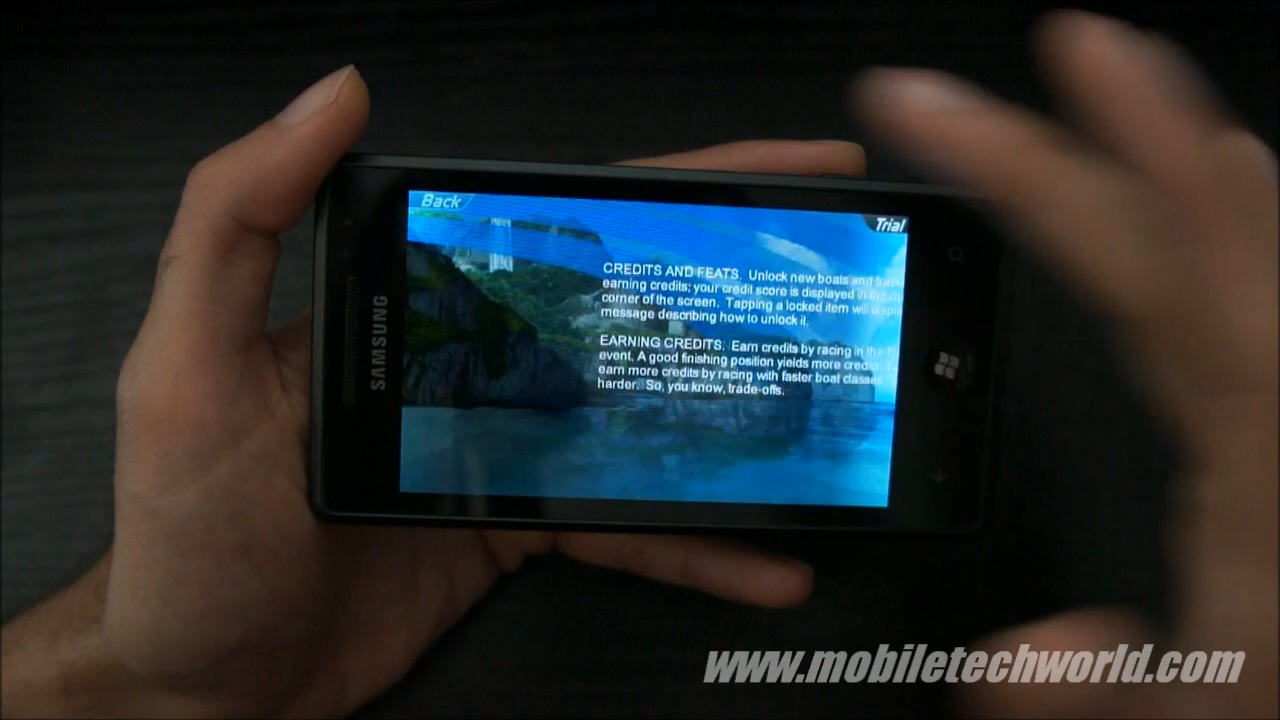 Back
Trial
CREDITS AND FEATS. Unlock new boats and
earning credits; your credit score is displayed in the
corner of the screen. Tapping a locked item will
message describing how to unlock it.
EARNING CREDITS. Earn credits by racing in the
event. A good finishing position yields more
earn more credits by racing with faster boat classes
harder. So, you know, trade-offs.
SAMSUNG
www.mobiletechworld.com